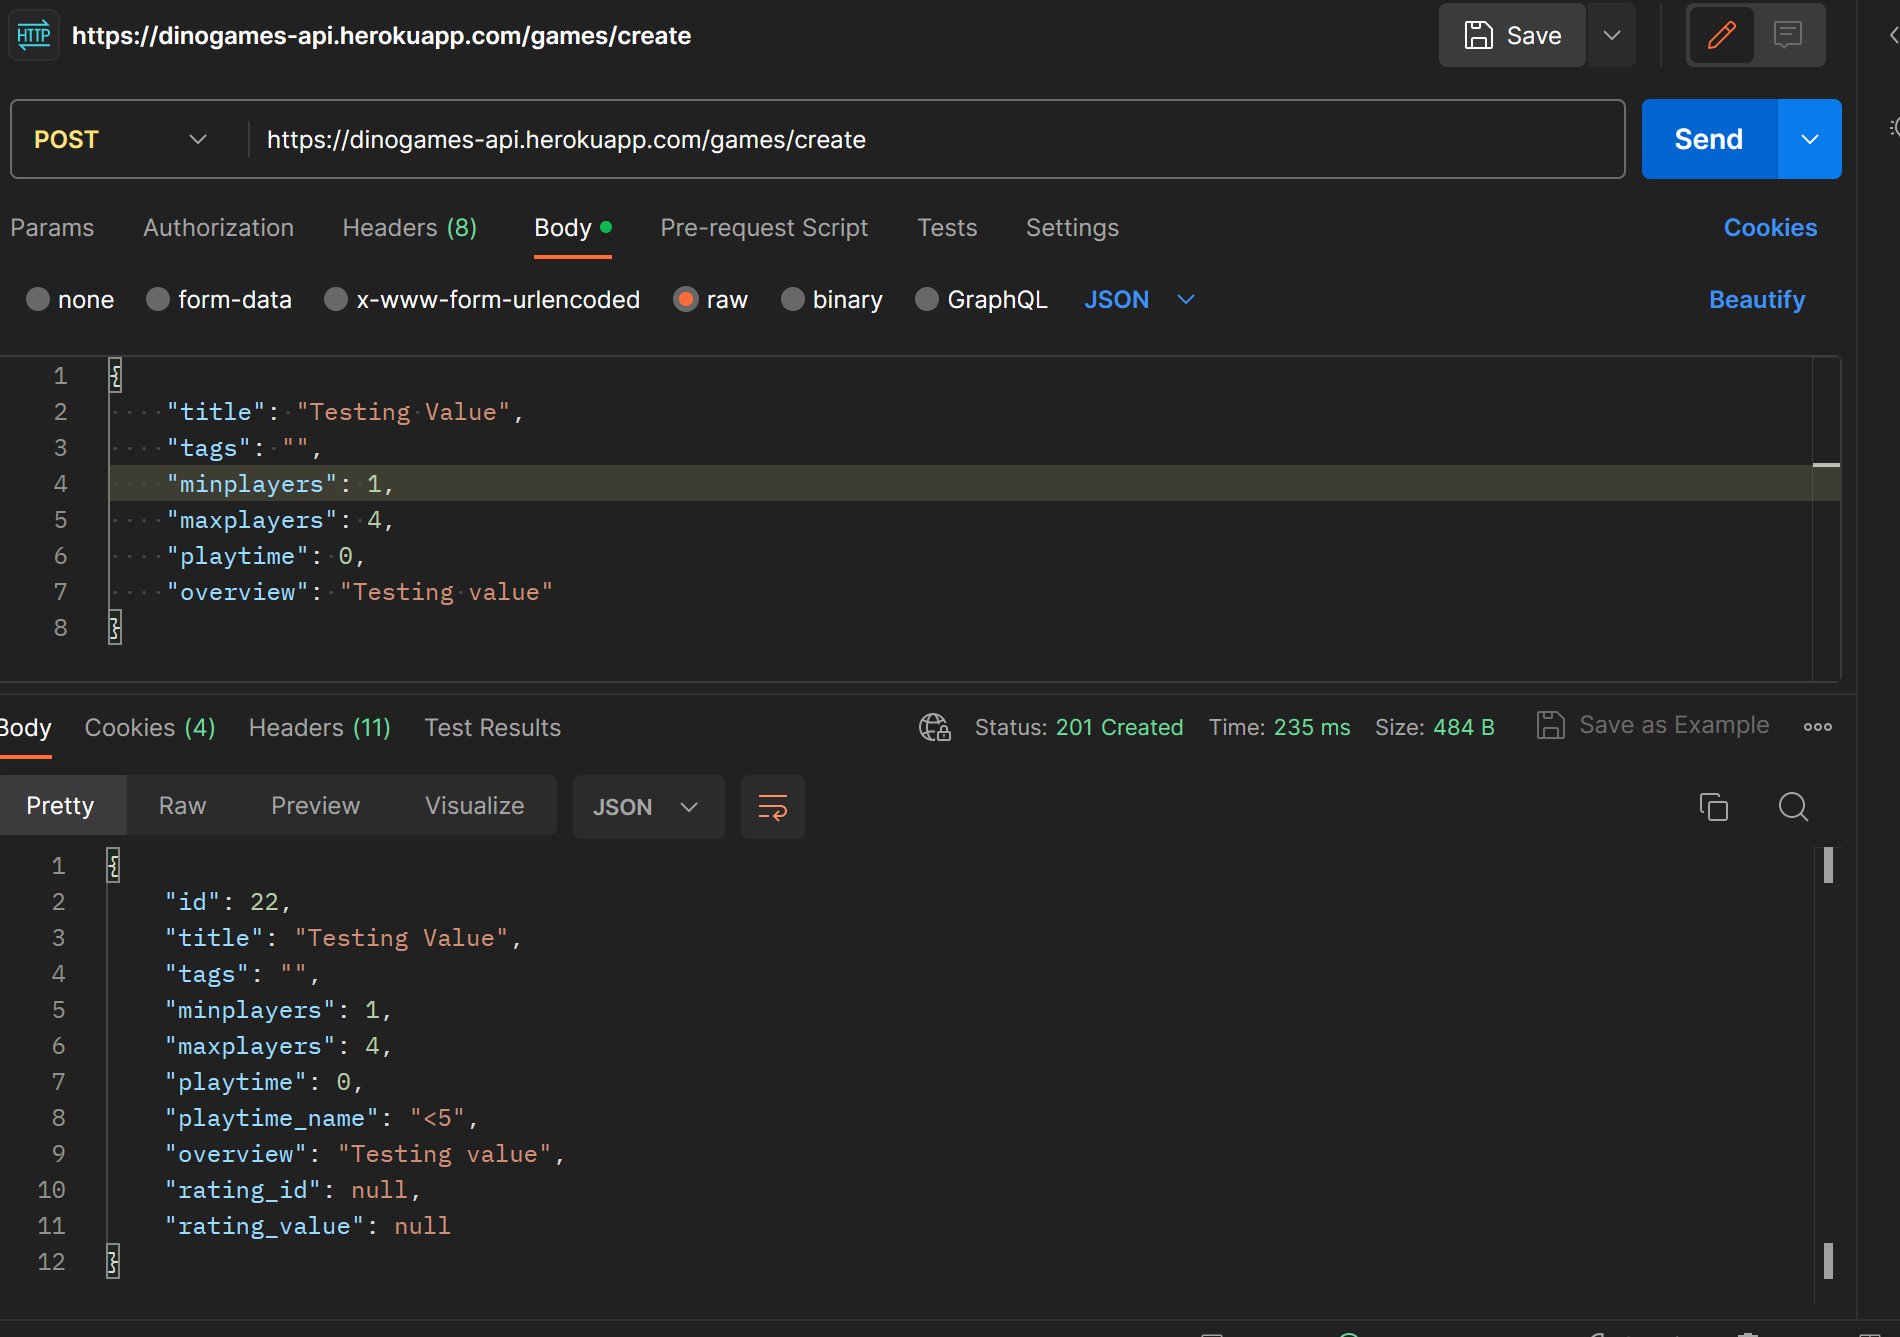 HTTP https://dinogames-api.herokuapp.com/games/create Save
POST https://dinogames-api.herokuapp.com/games/create Send
Params Authorization Headers (8) Body Pre-request Script Tests Settings Cookies
none form-data x-www-form-urlencoded raw binary GraphQL JSON Beautify
1 {
2 "title": "Testing Value",
3 "tags": "",
4 "minplayers": 1,
5 "maxplayers": 4,
6 "playtime": 0,
7 "overview": "Testing value"
8 }
Body Cookies (4) Headers (11) Test Results Status: 201 Created Time: 235 ms Size: 484 B Save as Example
Pretty Raw Preview Visualize JSON
1 {
2 "id": 22,
3 "title": "Testing Value",
4 "tags": "",
5 "minplayers": 1,
6 "maxplayers": 4,
7 "playtime": 0,
8 "playtime_name": "<5",
9 "overview": "Testing value",
10 "rating_id": null,
11 "rating_value": null
12 }